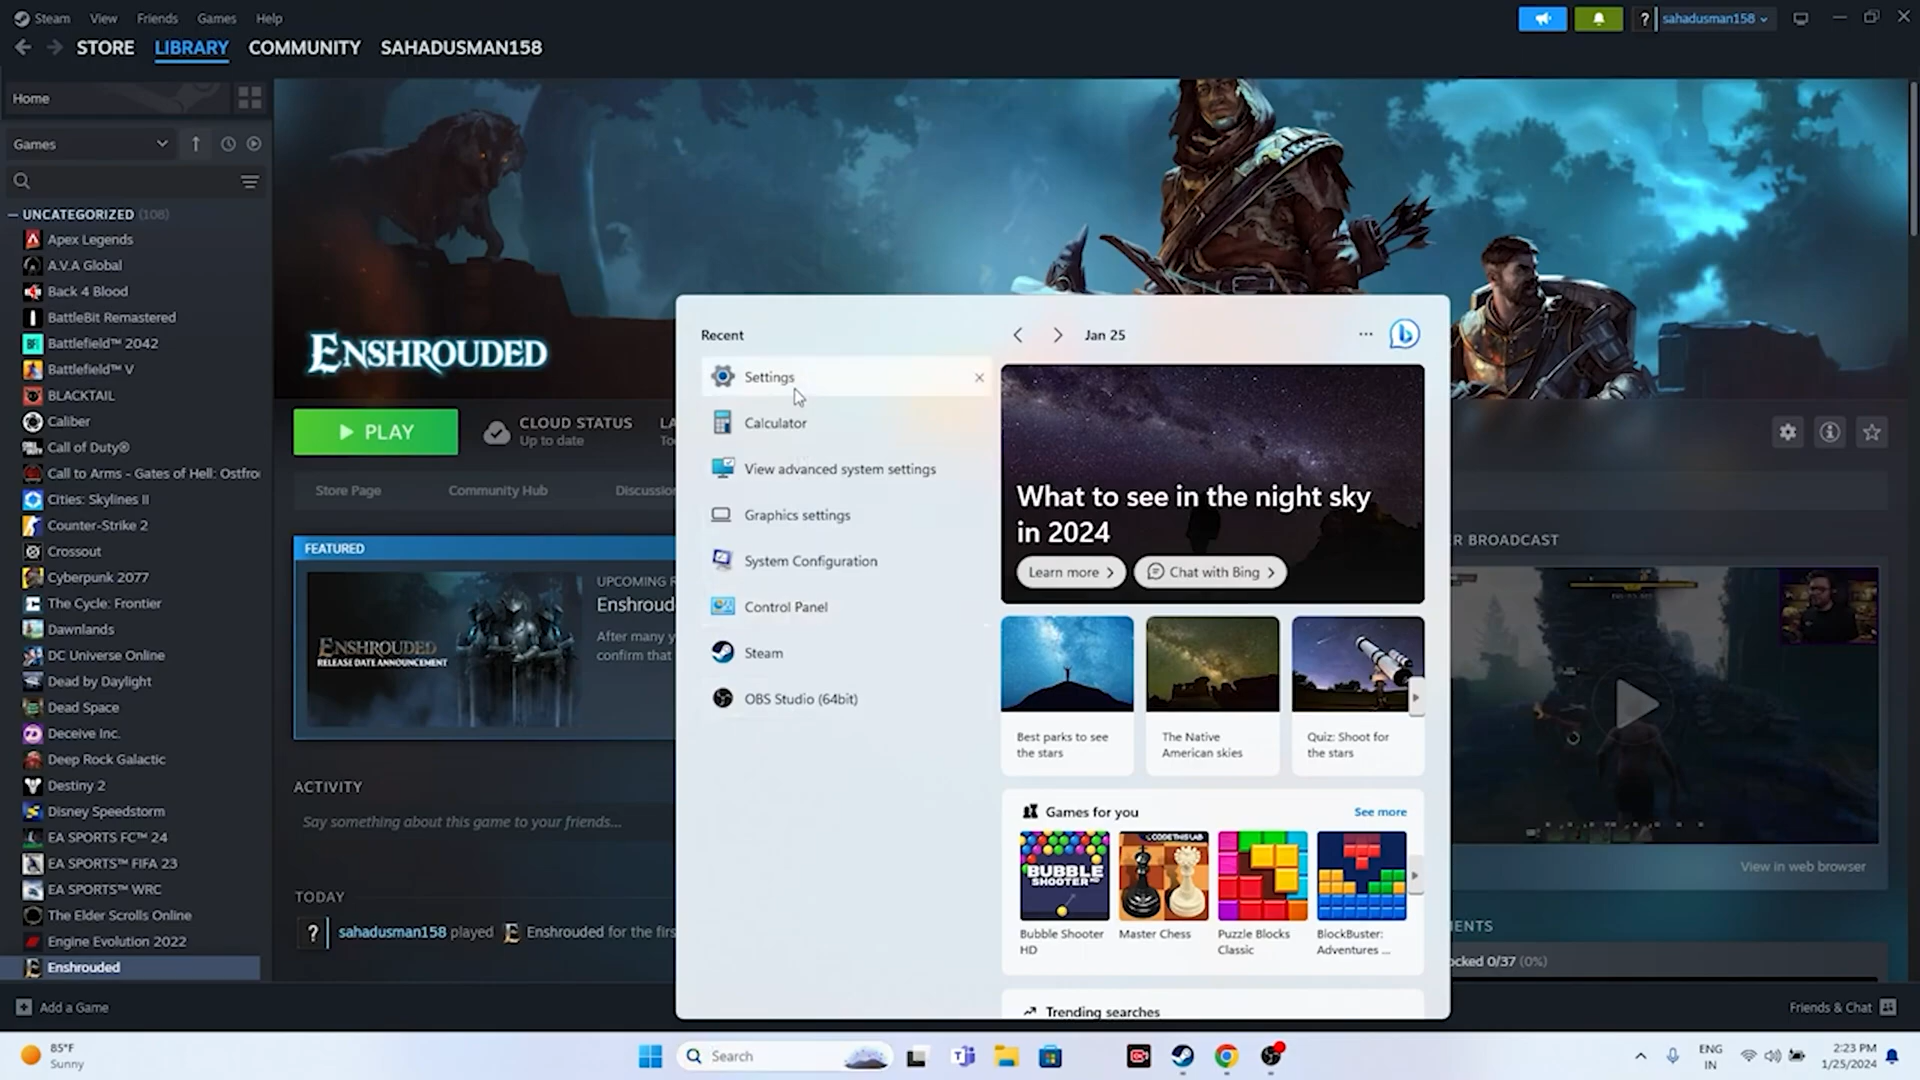 Steam View Friends Games Help
sahadusman158
STORE LIBRARY COMMUNITY SAHADUSMAN158
Home
Games
UNCATEGORIZED (108)
Apex Legends
A.V.A Global
Back 4 Blood
BattleBit Remastered
Battlefield™ 2042
Battlefield™ V
BLACKTAIL
Caliber
Call of Duty®
Call to Arms - Gates of Hell: Ostfro
Cities: Skylines II
Counter-Strike 2
Crossout
Cyberpunk 2077
The Cycle: Frontier
Dawnlands
DC Universe Online
Dead by Daylight
Dead Space
Deceive Inc.
Deep Rock Galactic
Destiny 2
Disney Speedstorm
EA SPORTS FC™ 24
EA SPORTS™ FIFA 23
EA SPORTS™ WRC
The Elder Scrolls Online
Engine Evolution 2022
Enshrouded
Add a Game
ENSHROUDED
PLAY
CLOUD STATUS
Up to date
LA
To
Store Page Community Hub Discussio
FEATURED
ENSHROUDED
RELEASE DATE ANNOUNCEMENT
UPCOMING R
Enshroud
After many y
confirm that
ACTIVITY
Say something about this game to your friends...
TODAY
? sahadusman158 played Enshrouded for the firs
Recent
Settings
Calculator
View advanced system settings
Graphics settings
System Configuration
Control Panel
Steam
OBS Studio (64bit)
Jan 25
What to see in the night sky
in 2024
Learn more
Chat with Bing
Best parks to see
the stars
The Native
American skies
Quiz: Shoot for
the stars
Games for you
See more
BUBBLE
SHOOTER HD
CODETHISLAB
Bubble Shooter
HD
Master Chess
Puzzle Blocks
Classic
BlockBuster:
Adventures ...
Trending searches
R BROADCAST
View in web browser
ENTS
ocked 0/37 (0%)
Friends & Chat
85°F
Sunny
Search
ENG
IN
2:23 PM
1/25/2024